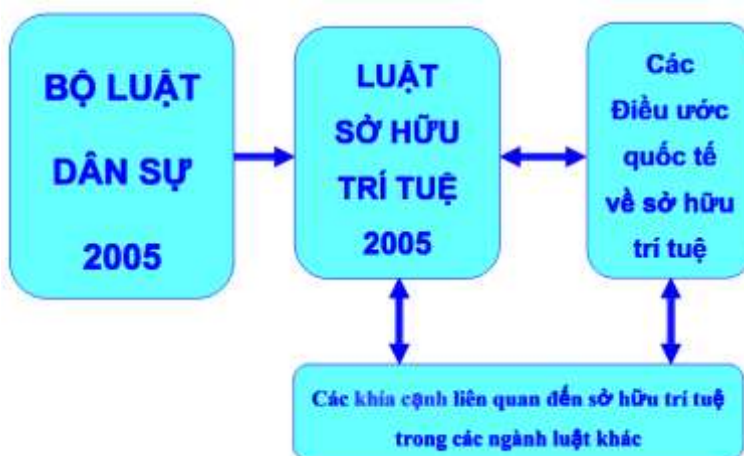 BỘ LUẬT
DÂN SỰ
2005
LUẬT
SỞ HỮU
TRÍ TUỆ
2005
Các
Điều ước
quốc tế
về sở hữu
trí tuệ
Các khía cạnh liên quan đến sở hữu trí tuệ
trong các ngành luật khác